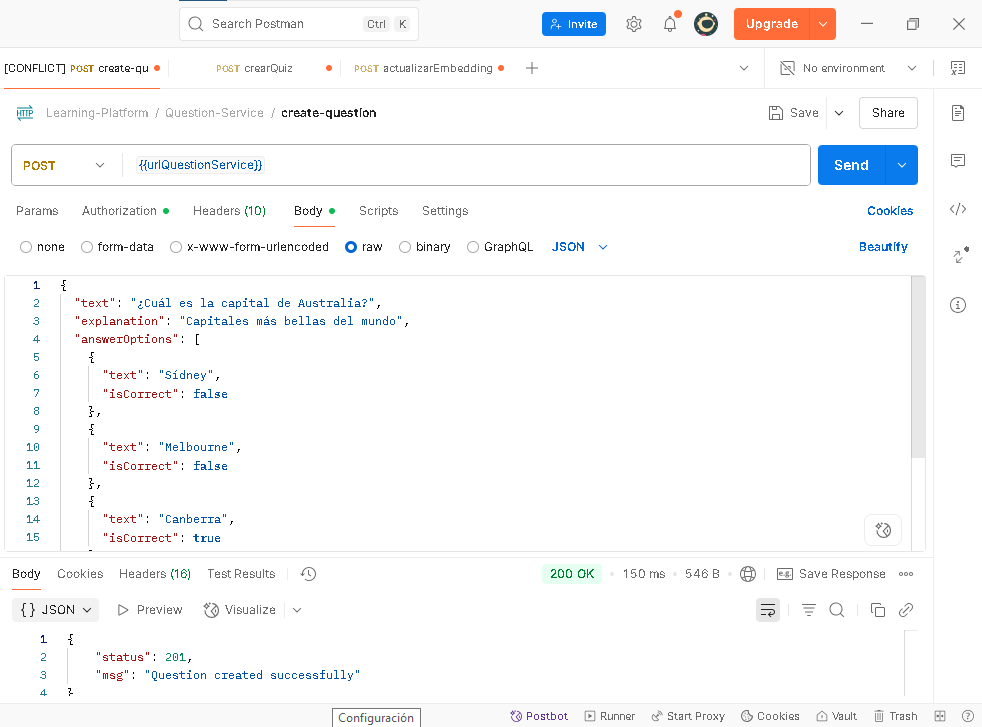 Search Postman Ctrl K Invite Upgrade
[CONFLICT] POST create-qu POST crearQuiz POST actualizarEmbedding No environment
HTTP Learning-Platform / Question-Service / create-question Save Share
POST {{urlQuestionService}} Send
Params Authorization Headers (10) Body Scripts Settings Cookies
none form-data x-www-form-urlencoded raw binary GraphQL JSON Beautify
1 {
2 "text": "¿Cuál es la capital de Australia?",
3 "explanation": "Capitales más bellas del mundo",
4 "answerOptions": [
5 {
6 "text": "Sídney",
7 "isCorrect": false
8 },
9 {
10 "text": "Melbourne",
11 "isCorrect": false
12 },
13 {
14 "text": "Canberra",
15 "isCorrect": true
Body Cookies Headers (16) Test Results 200 OK 150 ms 546 B e.g. Save Response
{} JSON Preview Visualize
1 {
2 "status": 201,
3 "msg": "Question created successfully"
4 }
Configuración Postbot Runner Start Proxy Cookies Vault Trash